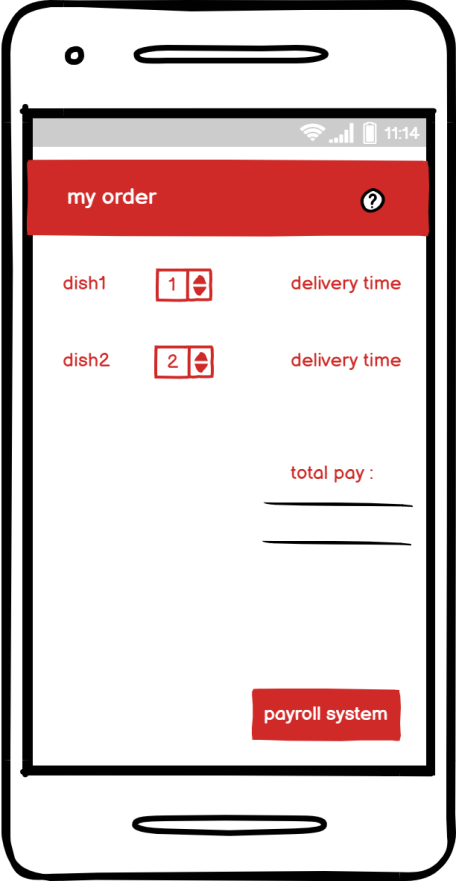 11:14
my order ?
dish1 1 delivery time
dish2 2 delivery time
total pay :
payroll system